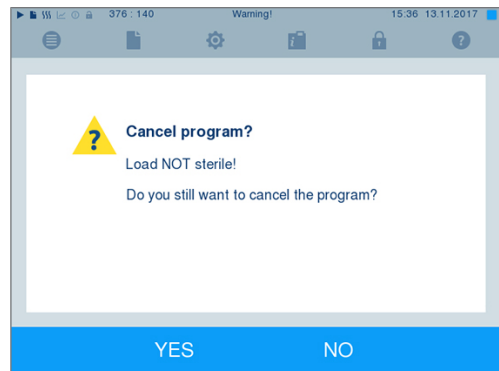 376 : 140 Warning! 15:36 13.11.2017
Cancel program?
Load NOT sterile!
Do you still want to cancel the program?
YES NO